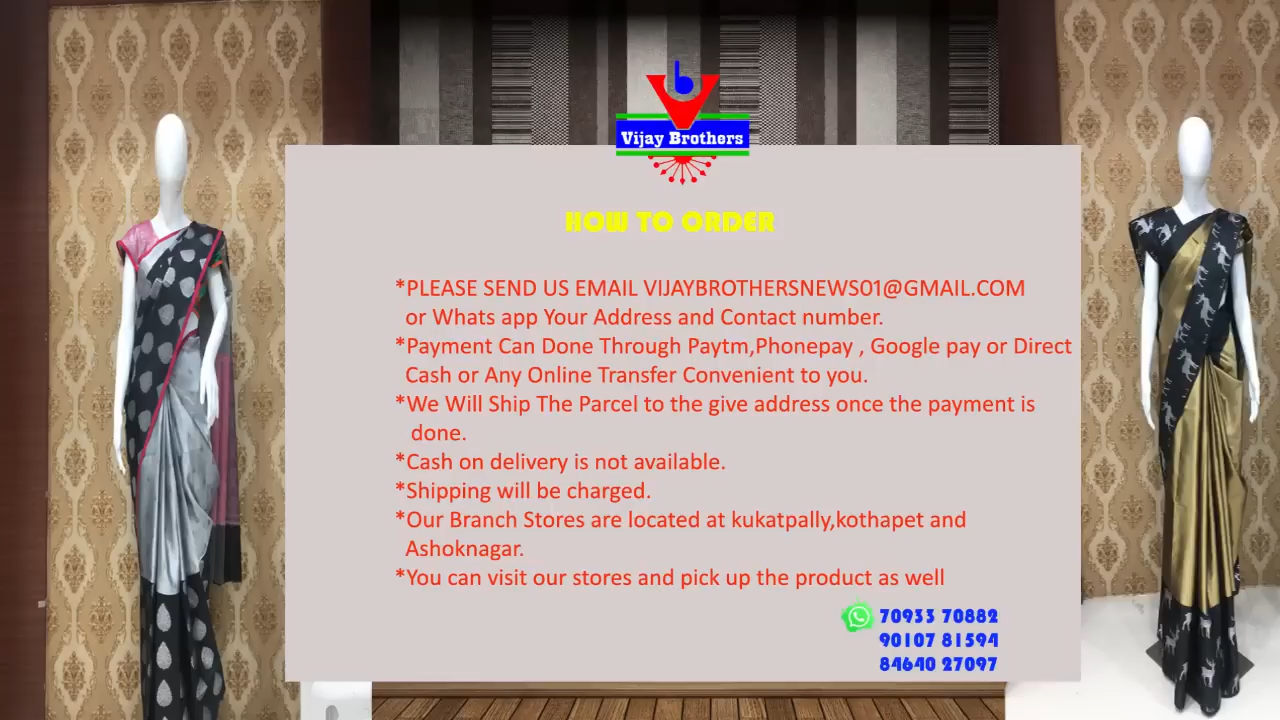 b
Vijay Brothers
HOW TO ORDER
*PLEASE SEND US EMAIL VIJAYBROTHERSNEWS01@GMAIL.COM
or Whats app Your Address and Contact number.
*Payment Can Done Through Paytm,Phonepay , Google pay or Direct
Cash or Any Online Transfer Convenient to you.
*We Will Ship The Parcel to the give address once the payment is
done.
*Cash on delivery is not available.
*Shipping will be charged.
*Our Branch Stores are located at kukatpally,kothapet and
Ashoknagar.
*You can visit our stores and pick up the product as well
70933 70882
90107 81594
84640 27097